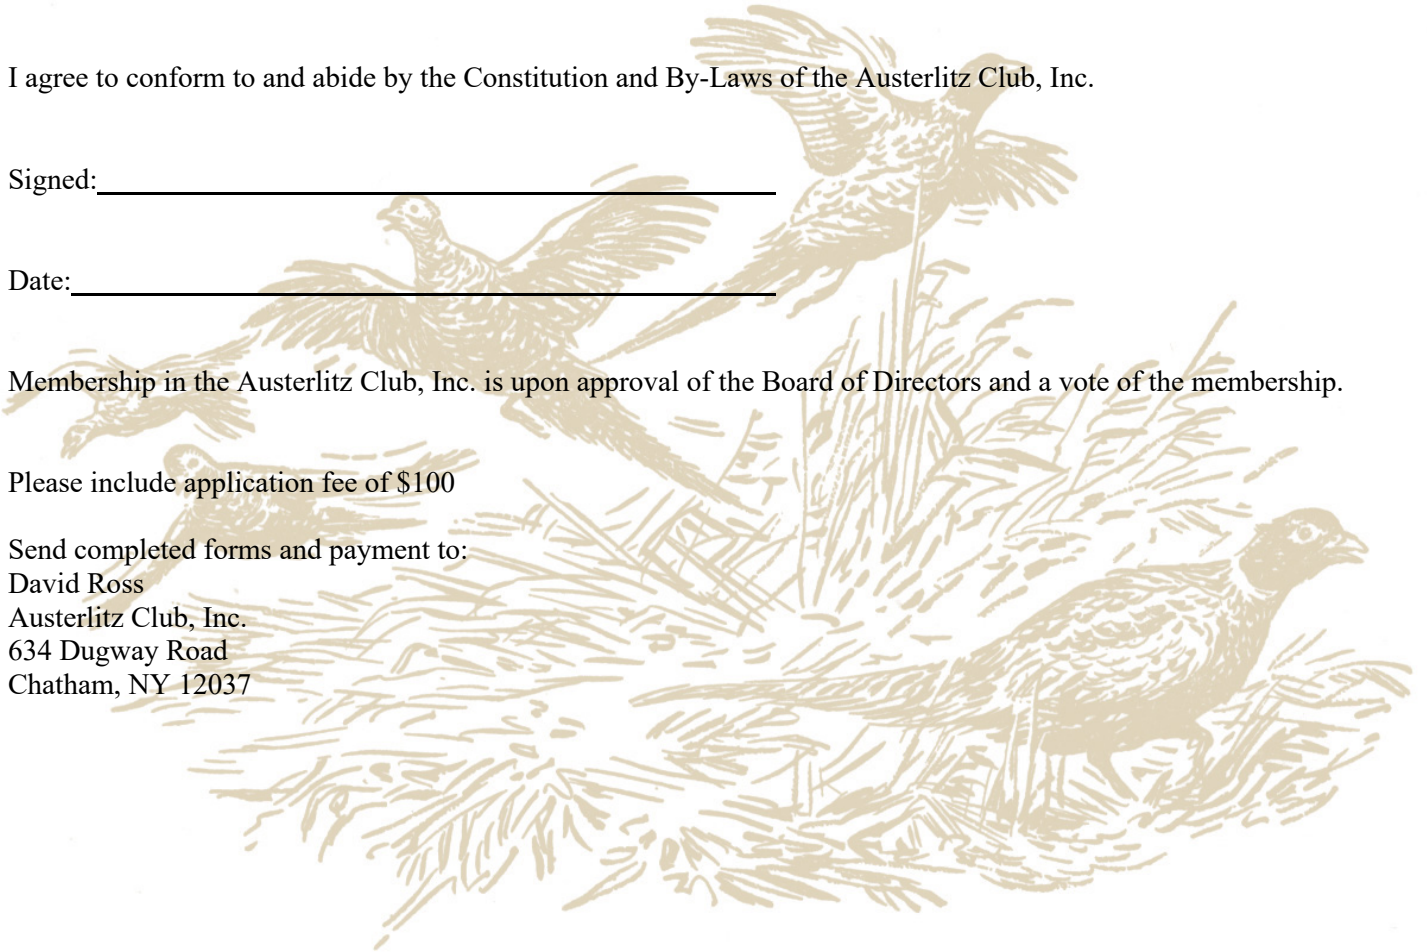 I agree to conform to and abide by the Constitution and By-Laws of the Austerlitz Club, Inc.
Signed:
Date:
Membership in the Austerlitz Club, Inc. is upon approval of the Board of Directors and a vote of the membership.
Please include application fee of $100
Send completed forms and payment to:
David Ross
Austerlitz Club, Inc.
634 Dugway Road
Chatham, NY 12037